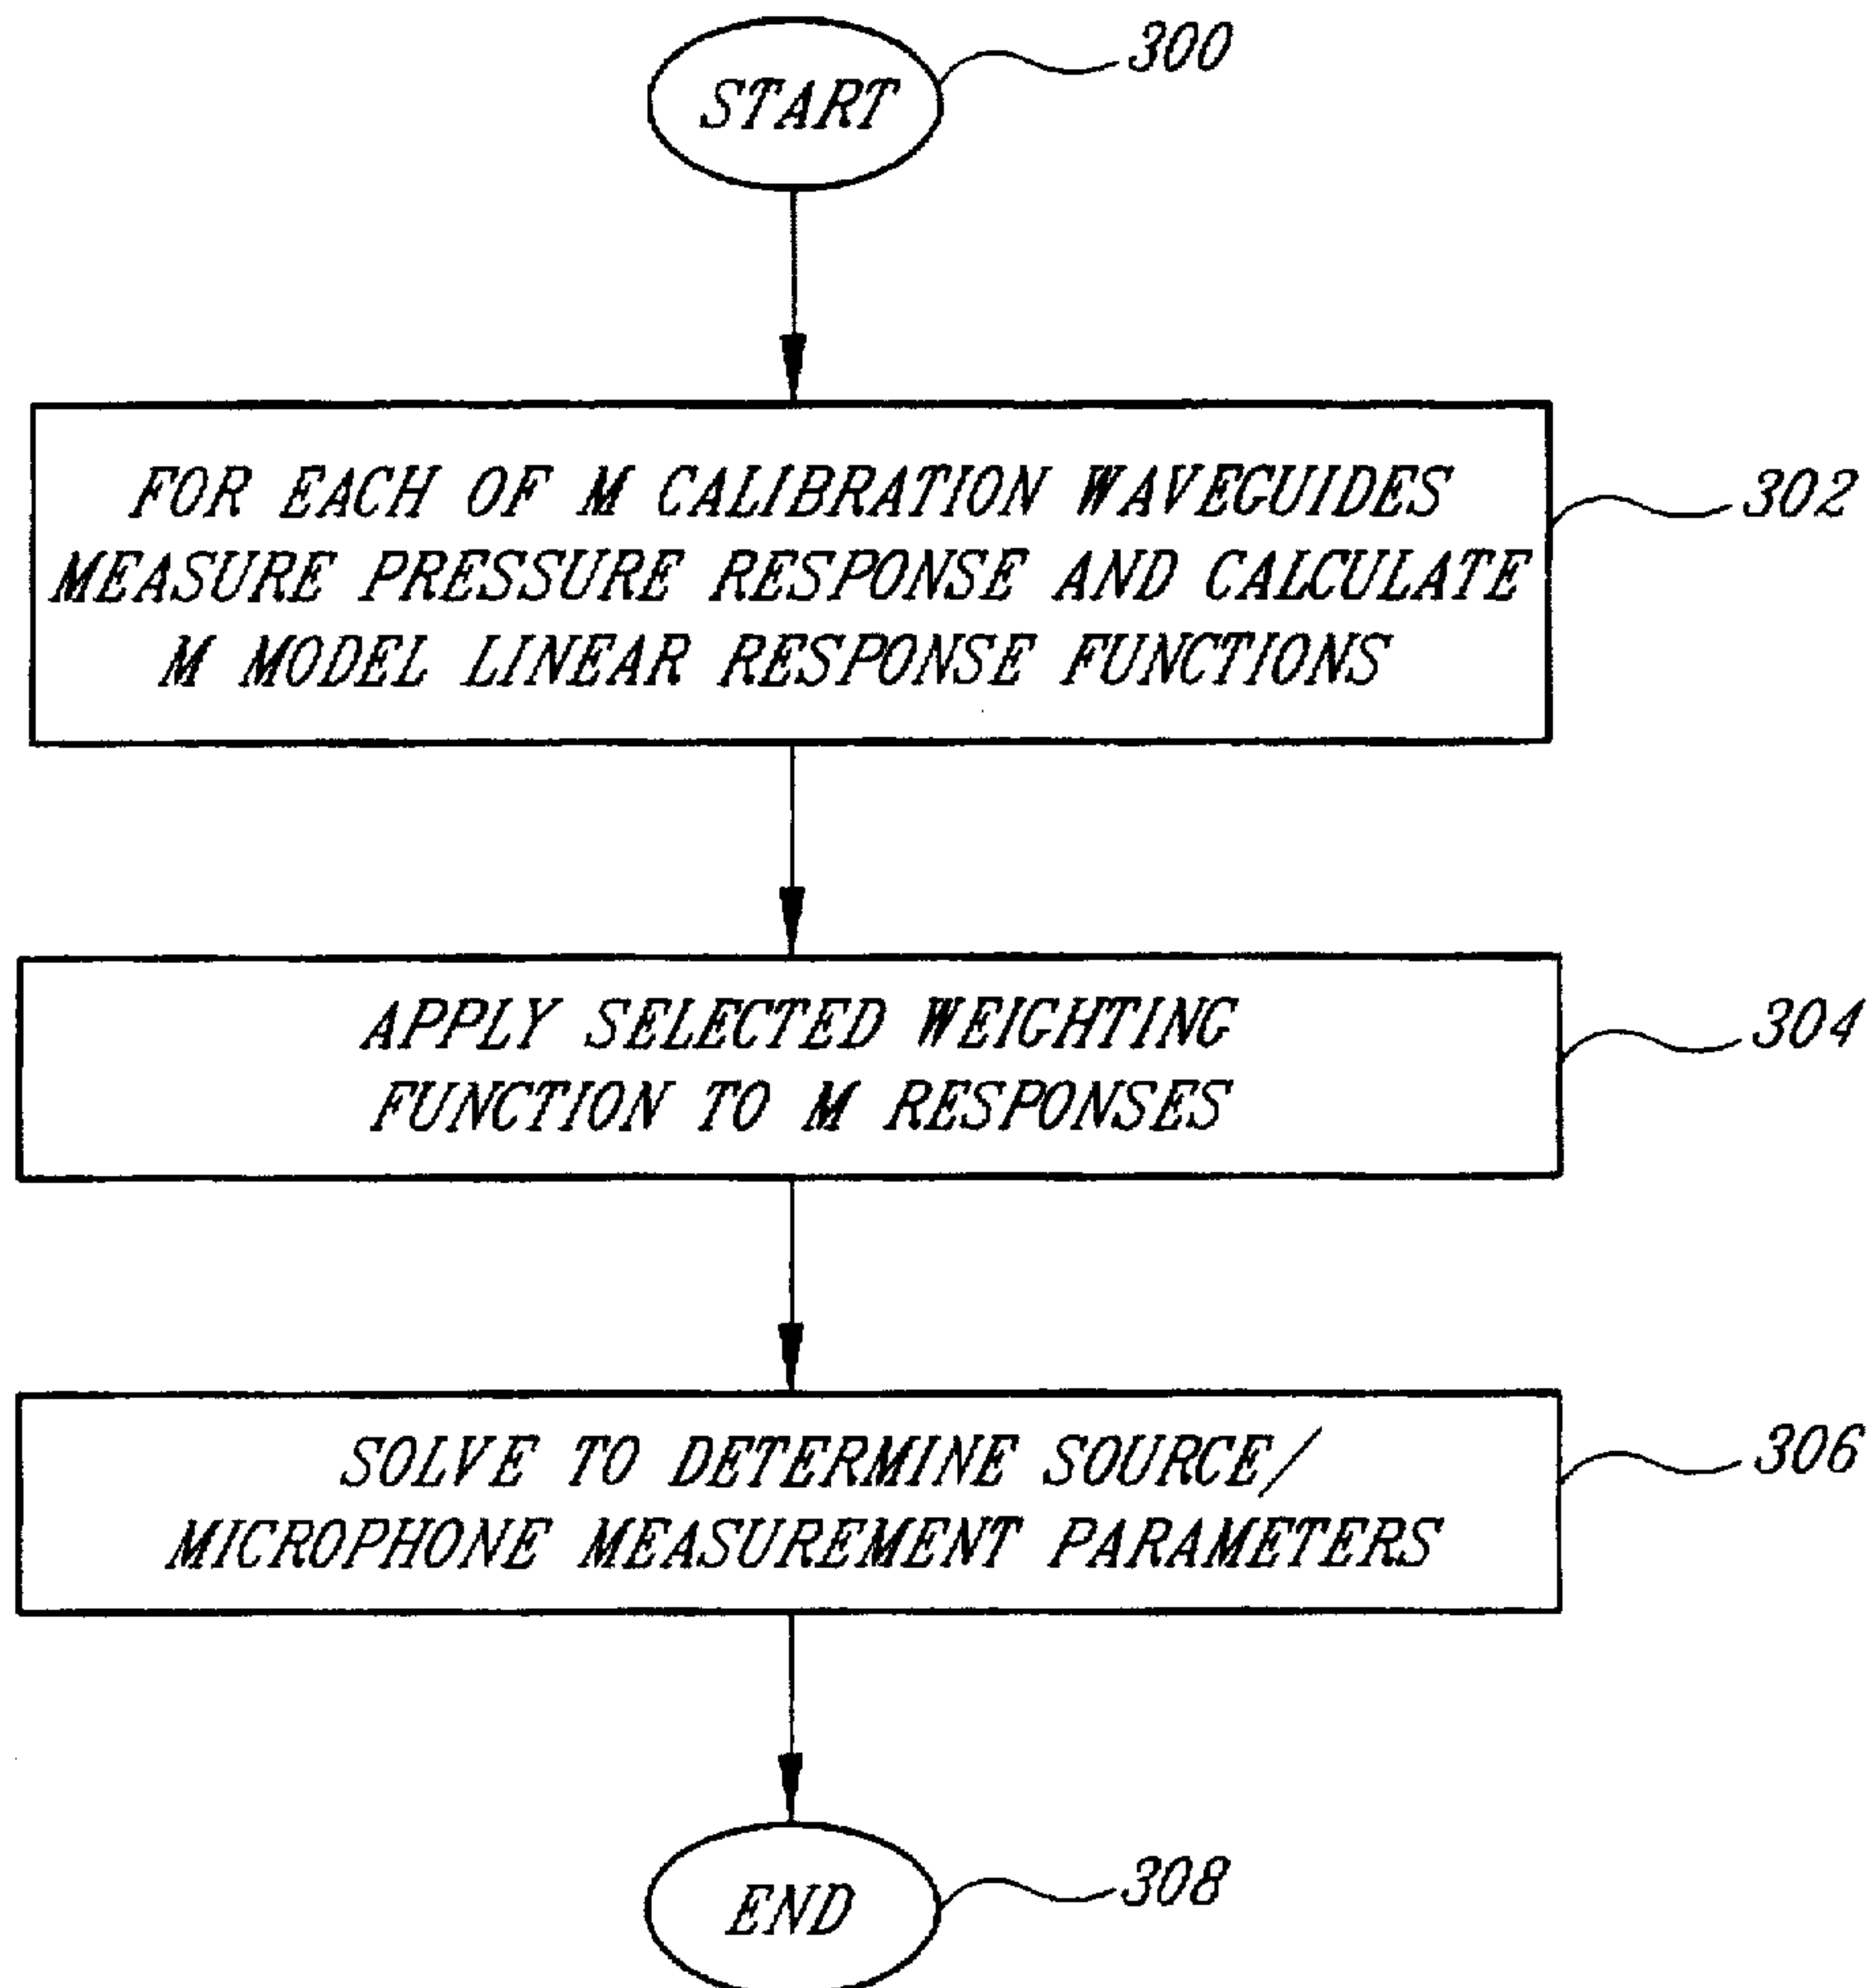 START
300
FOR EACH OF M CALIBRATION WAVEGUIDES
MEASURE PRESSURE RESPONSE AND CALCULATE
M MODEL LINEAR RESPONSE FUNCTIONS
302
APPLY SELECTED WEIGHTING
FUNCTION TO M RESPONSES
304
SOLVE TO DETERMINE SOURCE/
MICROPHONE MEASUREMENT PARAMETERS
306
END
308